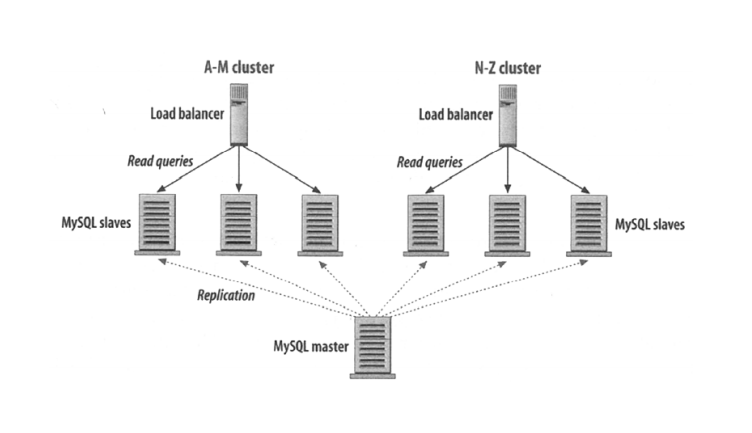 A-M cluster
N-Z cluster
Load balancer
Load balancer
Read queries
Read queries
MySQL slaves
MySQL slaves
Replication
MySQL master